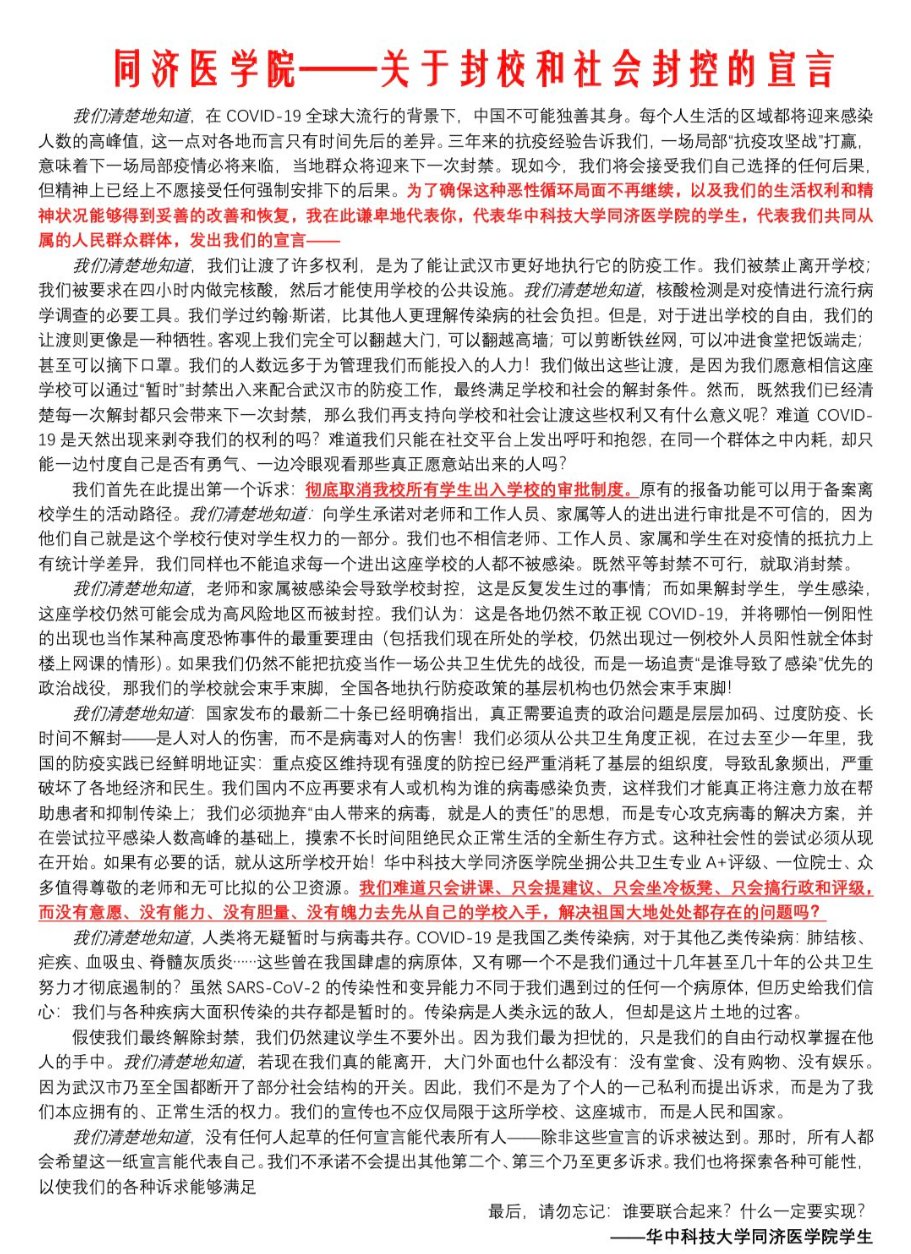 同济医学院——关于封校和社会封控的宣言
我们清楚地知道，在 COVID-19 全球大流行的背景下，中国不可能独善其身。每个人生活的区域都将迎来感染
人数的高峰值，这一点对各地而言只有时间先后的差异。三年来的抗疫经验告诉我们，一场局部“抗疫攻坚战”打赢，
意味着下一场局部疫情必将来临，当地群众将迎来下一次封禁。现如今，我们将会接受我们自己选择的任何后果，
但精神上已经上不愿接受任何强制安排下的后果。为了确保这种恶性循环局面不再继续，以及我们的生活权利和精
神状况能够得到妥善的改善和恢复，我在此谦卑地代表你，代表华中科技大学同济医学院的学生，代表我们共同从
属的人民群众群体，发出我们的宣言——
我们清楚地知道，我们让渡了许多权利，是为了能让武汉市更好地执行它的防疫工作。我们被禁止离开学校；
我们被要求在四小时内做完核酸，然后才能使用学校的公共设施。我们清楚地知道，核酸检测是对疫情进行流行病
学调查的必要工具。我们学过约翰·斯诺，比其他人更理解传染病的社会负担。但是，对于进出学校的自由，我们的
让渡则更像是一种牺牲。客观上我们完全可以翻越大门，可以翻越高墙；可以剪断铁丝网，可以冲进食堂把饭端走；
甚至可以摘下口罩。我们的人数远多于为管理我们而能投入的人力！我们做出这些让渡，是因为我们愿意相信这座
学校可以通过“暂时”封禁出入来配合武汉市的防疫工作，最终满足学校和社会的解封条件。然而，既然我们已经清
楚每一次解封都只会带来下一次封禁，那么我们再支持向学校和社会让渡这些权利又有什么意义呢？难道 COVID-
19 是天然出现来剥夺我们的权利的吗？难道我们只能在社交平台上发出呼吁和抱怨，在同一个群体之中内耗，却只
能一边忖度自己是否有勇气、一边冷眼观看那些真正愿意站出来的人吗？
我们首先在此提出第一个诉求：彻底取消我校所有学生出入学校的审批制度。原有的报备功能可以用于备案离
校学生的活动路径。我们清楚地知道：向学生承诺对老师和工作人员、家属等人的进出进行审批是不可信的，因为
他们自己就是这个学校行使对学生权力的一部分。我们也不相信老师、工作人员、家属和学生在对疫情的抵抗力上
有统计学差异，我们同样也不能追求每一个进出这座学校的人都不被感染。既然平等封禁不可行，就取消封禁。
我们清楚地知道，老师和家属被感染会导致学校封控，这是反复发生过的事情；而如果解封学生，学生感染，
这座学校仍然可能会成为高风险地区而被封控。我们认为：这是各地仍然不敢正视 COVID-19，并将哪怕一例阳性
的出现也当作某种高度恐怖事件的最重要理由（包括我们现在所处的学校，仍然出现过一例校外人员阳性就全体封
楼上网课的情形）。如果我们仍然不能把抗疫当作一场公共卫生优先的战役，而是一场追责“是谁导致了感染”优先的
政治战役，那我们的学校就会束手束脚，全国各地执行防疫政策的基层机构也仍然会束手束脚！
我们清楚地知道：国家发布的最新二十条已经明确指出，真正需要追责的政治问题是层层加码、过度防疫、长
时间不解封——是人对人的伤害，而不是病毒对人的伤害！我们必须从公共卫生角度正视，在过去至少一年里，我
国的防疫实践已经鲜明地证实：重点疫区维持现有强度的防控已经严重消耗了基层的组织度，导致乱象频出，严重
破坏了各地经济和民生。我们国内不应再要求有人或机构为谁的病毒感染负责，这样我们才能真正将注意力放在帮
助患者和抑制传染上；我们必须抛弃“由人带来的病毒，就是人的责任”的思想，而是专心攻克病毒的解决方案，并
在尝试拉平感染人数高峰的基础上，摸索不长时间阻绝民众正常生活的全新生存方式。这种社会性的尝试必须从现
在开始。如果有必要的话，就从这所学校开始！华中科技大学同济医学院坐拥公共卫生专业 A+评级、一位院士、众
多值得尊敬的老师和无可比拟的公卫资源。我们难道只会讲课、只会提建议、只会坐冷板凳、只会搞行政和评级，
而没有意愿、没有能力、没有胆量、没有魄力去先从自己的学校入手，解决祖国大地处处都存在的问题吗？
我们清楚地知道，人类将无疑暂时与病毒共存。COVID-19 是我国乙类传染病，对于其他乙类传染病：肺结核、
疟疾、血吸虫、脊髓灰质炎……这些曾在我国肆虐的病原体，又有哪一个不是我们通过十几年甚至几十年的公共卫生
努力才彻底遏制的？虽然 SARS-CoV-2 的传染性和变异能力不同于我们遇到过的任何一个病原体，但历史给我们信
心：我们与各种疾病大面积传染的共存都是暂时的。传染病是人类永远的敌人，但却是这片土地的过客。
假使我们最终解除封禁，我们仍然建议学生不要外出。因为我们最为担忧的，只是我们的自由行动权掌握在他
人的手中。我们清楚地知道，若现在我们真的能离开，大门外面也什么都没有：没有堂食、没有购物、没有娱乐。
因为武汉市乃至全国都断开了部分社会结构的开关。因此，我们不是为了个人的一己私利而提出诉求，而是为了我
们本应拥有的、正常生活的权力。我们的宣传也不应仅局限于这所学校、这座城市，而是人民和国家。
我们清楚地知道，没有任何人起草的任何宣言能代表所有人——除非这些宣言的诉求被达到。那时，所有人都
会希望这一纸宣言能代表自己。我们不承诺不会提出其他第二个、第三个乃至更多诉求。我们也将探索各种可能性，
以使我们的各种诉求能够满足
最后，请勿忘记：谁要联合起来？什么一定要实现？
——华中科技大学同济医学院学生